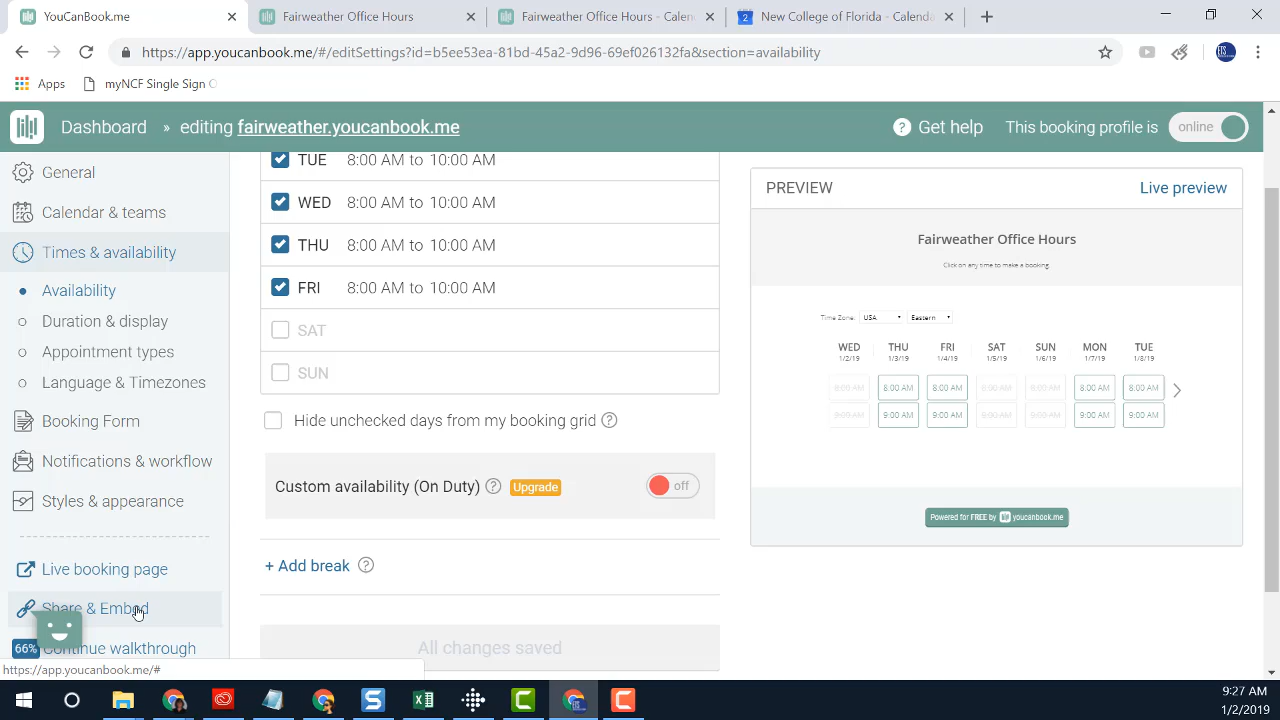 YouCanBook.me
Fairweather Office Hours
Fairweather Office Hours - Calen
New College of Florida - Calenda
https://app.youcanbook.me/#/editSettings?id=b5ee53ea-81bd-45a2-9d96-69ef026132fa&section=availability
Apps
myNCF Single Sign O
Dashboard » editing fairweather.youcanbook.me
? Get help
This booking profile is online
General
Calendar & teams
Times & availability
Availability
Duration & display
Appointment types
Language & Timezones
Booking Form
Notifications & workflow
Styles & appearance
Live booking page
Share & Embed
66% Continue walkthrough
https://app.youcanbook.me/#
TUE 8:00 AM to 10:00 AM
WED 8:00 AM to 10:00 AM
THU 8:00 AM to 10:00 AM
FRI 8:00 AM to 10:00 AM
SAT
SUN
Hide unchecked days from my booking grid ?
Custom availability (On Duty) ? Upgrade off
+ Add break ?
All changes saved
PREVIEW Live preview
Fairweather Office Hours
Click on any time to make a booking
Time Zone: USA Eastern
WED THU FRI SAT SUN MON TUE
1/2/19 1/3/19 1/4/19 1/5/19 1/6/19 1/7/19 1/8/19
8:00 AM 8:00 AM 8:00 AM 8:00 AM 8:00 AM 8:00 AM 8:00 AM
9:00 AM 9:00 AM 9:00 AM 9:00 AM 9:00 AM 9:00 AM 9:00 AM
Powered for FREE by youcanbook.me
9:27 AM
1/2/2019